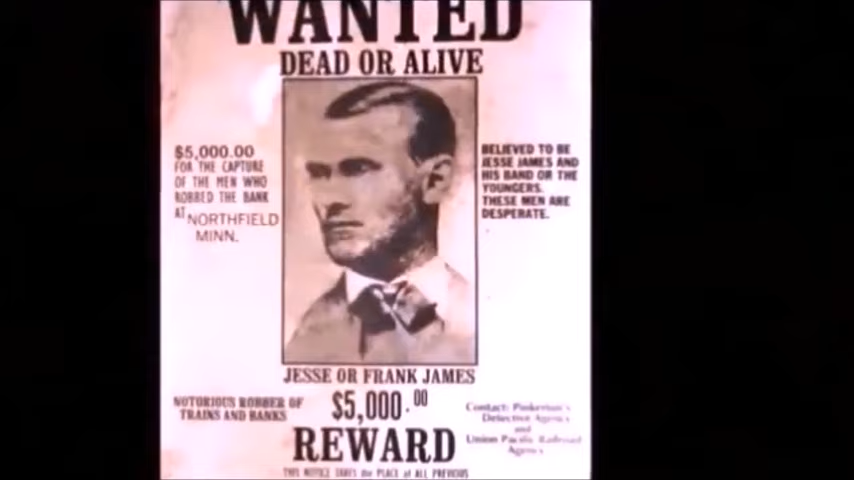 WANTED
DEAD OR ALIVE
$5,000.00
FOR THE CAPTURE
OF THE MEN WHO
ROBBED THE BANK
AT NORTHFIELD
MINN.
BELIEVED TO BE
JESSE JAMES AND
HIS BAND OR THE
YOUNGERS.
THESE MEN ARE
DESPERATE.
JESSE OR FRANK JAMES
NOTORIOUS ROBBER OF
TRAINS AND BANKS
$5,000.00
REWARD
Contact: Pinkerton's
Detective Agency
and
Union Pacific Railroad
Agency
THIS NOTICE TAKES the PLACE of ALL PREVIOUS